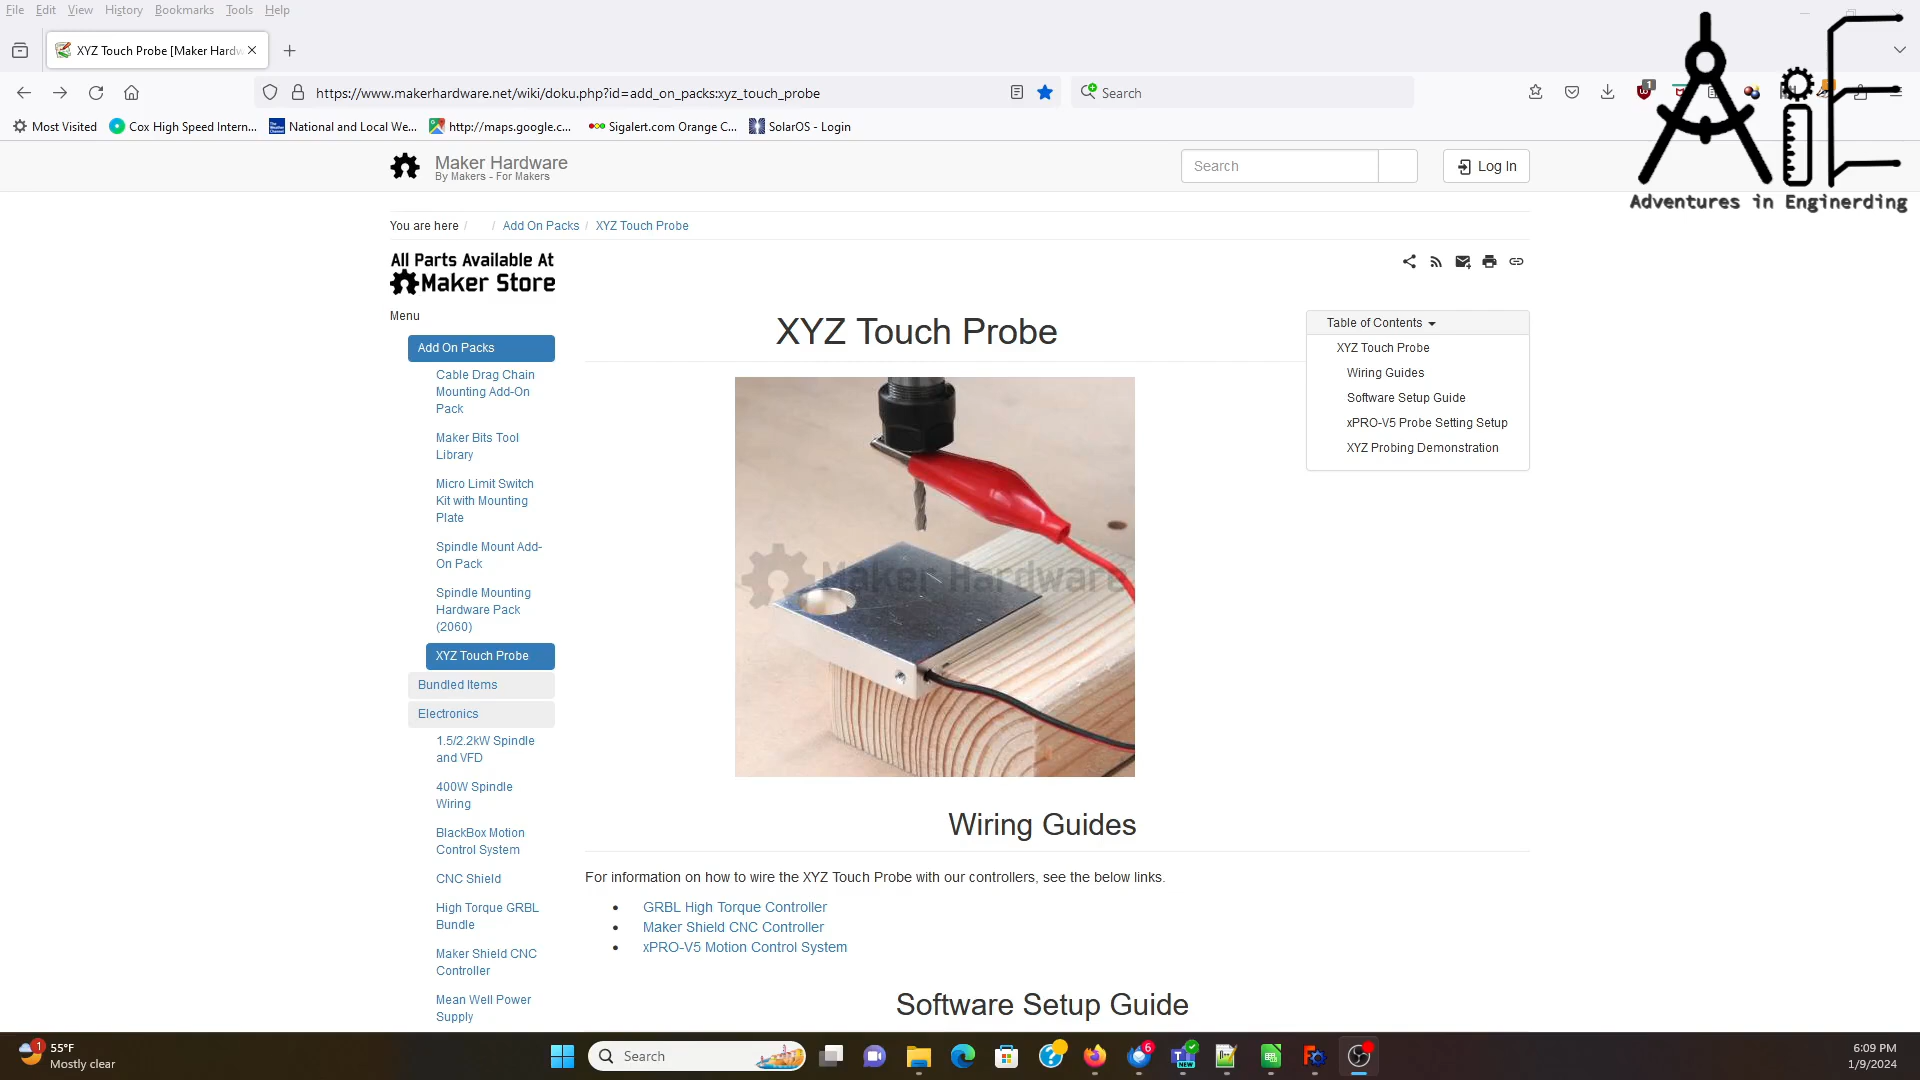 File Edit View History Bookmarks Tools Help
XYZ Touch Probe [Maker Hardw
https://www.makerhardware.net/wiki/doku.php?id=add_on_packs:xyz_touch_probe
Search
1
Most Visited
Cox High Speed Intern...
National and Local We...
http://maps.google.c...
Sigalert.com Orange C...
SolarOS - Login
AiE
Adventures in Enginerding
Maker Hardware
By Makers - For Makers
Search
Log In
You are here / / Add On Packs / XYZ Touch Probe
All Parts Available At
Maker Store
Menu
Add On Packs
Cable Drag Chain
Mounting Add-On
Pack
Maker Bits Tool
Library
Micro Limit Switch
Kit with Mounting
Plate
Spindle Mount Add-
On Pack
Spindle Mounting
Hardware Pack
(2060)
XYZ Touch Probe
Bundled Items
Electronics
1.5/2.2kW Spindle
and VFD
400W Spindle
Wiring
BlackBox Motion
Control System
CNC Shield
High Torque GRBL
Bundle
Maker Shield CNC
Controller
Mean Well Power
Supply
XYZ Touch Probe
Maker Hardware
Table of Contents
XYZ Touch Probe
Wiring Guides
Software Setup Guide
xPRO-V5 Probe Setting Setup
XYZ Probing Demonstration
Wiring Guides
For information on how to wire the XYZ Touch Probe with our controllers, see the below links.
• GRBL High Torque Controller
• Maker Shield CNC Controller
• xPRO-V5 Motion Control System
Software Setup Guide
1
55°F
Mostly clear
Search
6
NEW
6:09 PM
1/9/2024